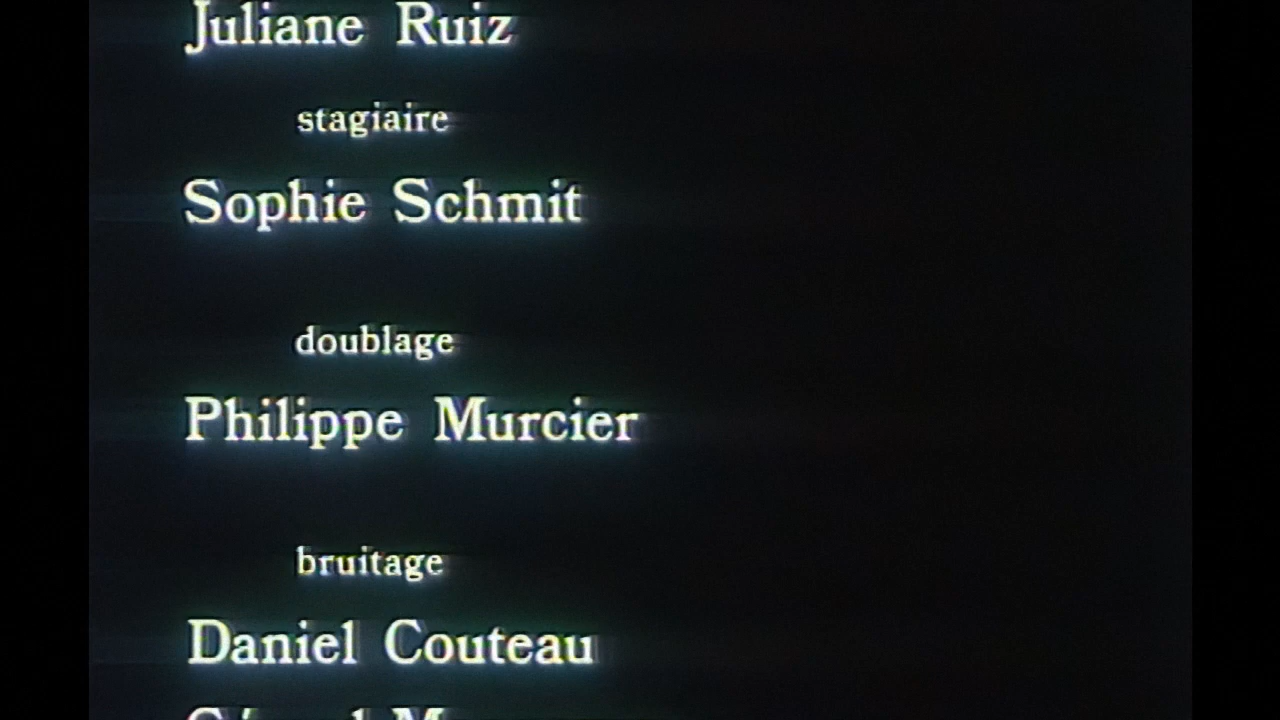 Juliane Ruiz
stagiaire
Sophie Schmit
doublage
Philippe Murcier
bruitage
Daniel Couteau